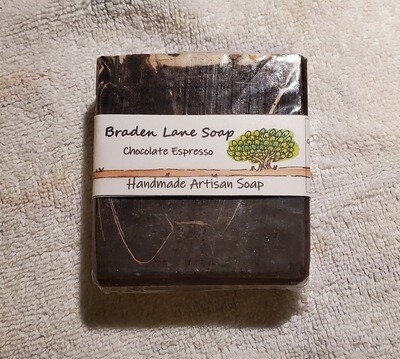 Braden Lane Soap
Chocolate Espresso
Handmade Artisan Soap